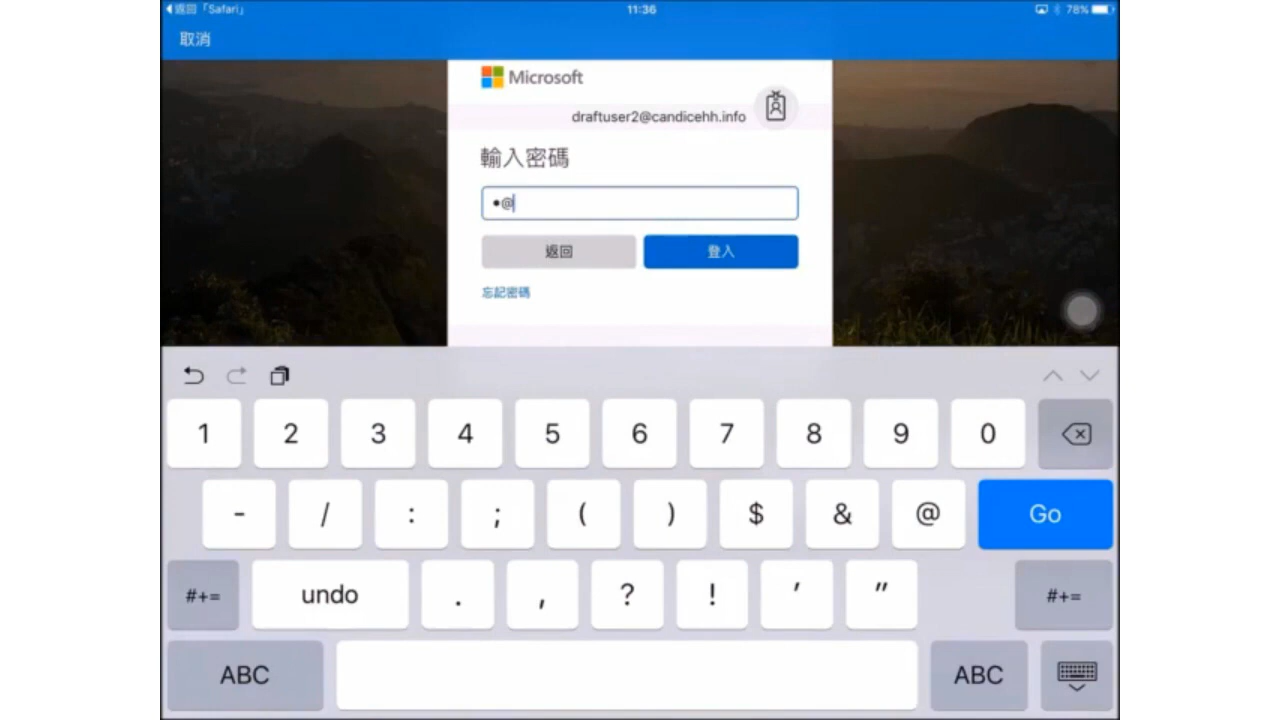 返回「Safari」 11:36 78%
取消
Microsoft
draftuser2@candicehh.info
輸入密碼
•@
返回 登入
忘記密碼
1 2 3 4 5 6 7 8 9 0
- / : ; ( ) $ & @ Go
#+= undo . , ? ! ' " #+=
ABC ABC